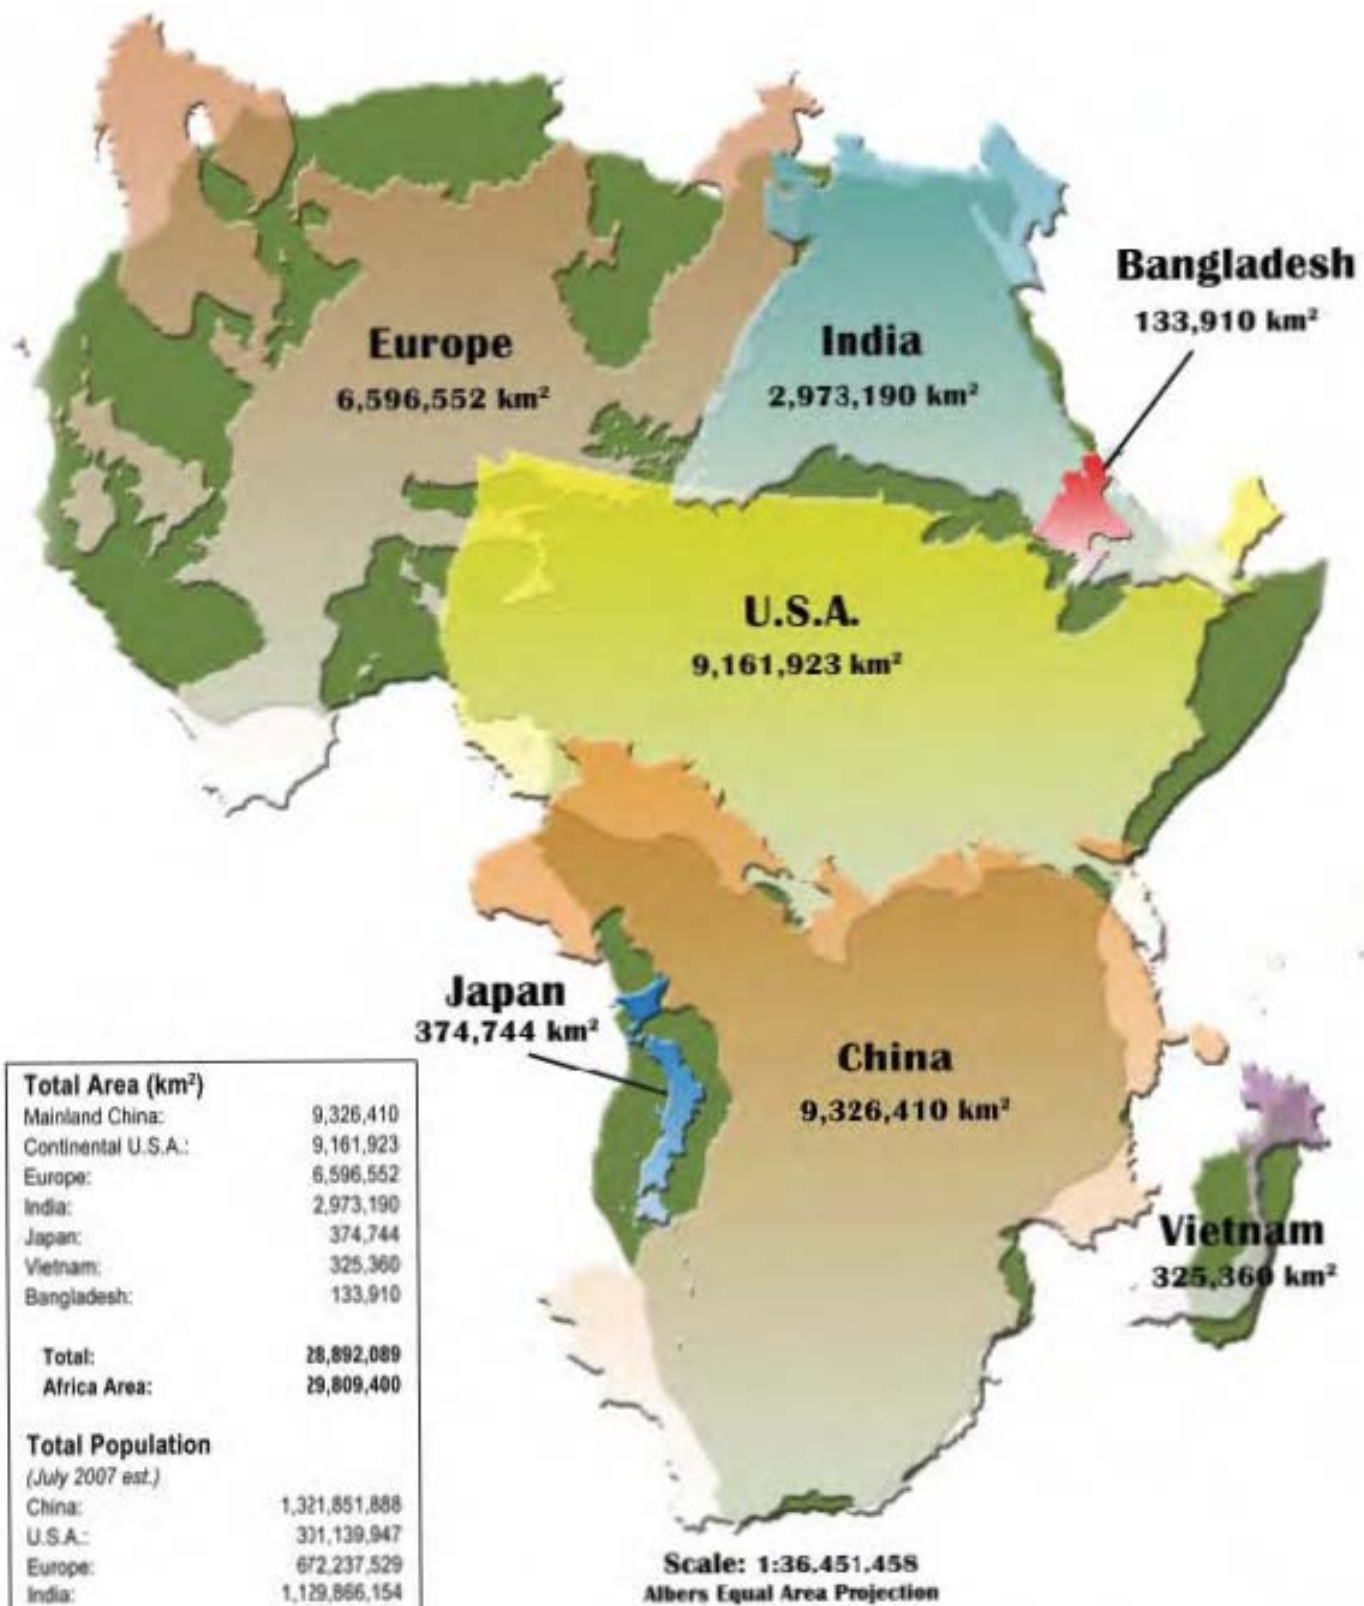 Bangladesh
133,910 km²
Europe
6,596,552 km²
India
2,973,190 km²
U.S.A.
9,161,923 km²
Japan
374,744 km²
China
9,326,410 km²
Vietnam
325,360 km²
Total Area (km²)
Mainland China: 9,326,410
Continental U.S.A.: 9,161,923
Europe: 6,596,552
India: 2,973,190
Japan: 374,744
Vietnam: 325,360
Bangladesh: 133,910
Total: 28,892,089
Africa Area: 29,809,400
Total Population
(July 2007 est.)
China: 1,321,851,888
U.S.A.: 301,139,947
Europe: 672,237,529
India: 1,129,866,154
Scale: 1:36,451,458
Albers Equal Area Projection